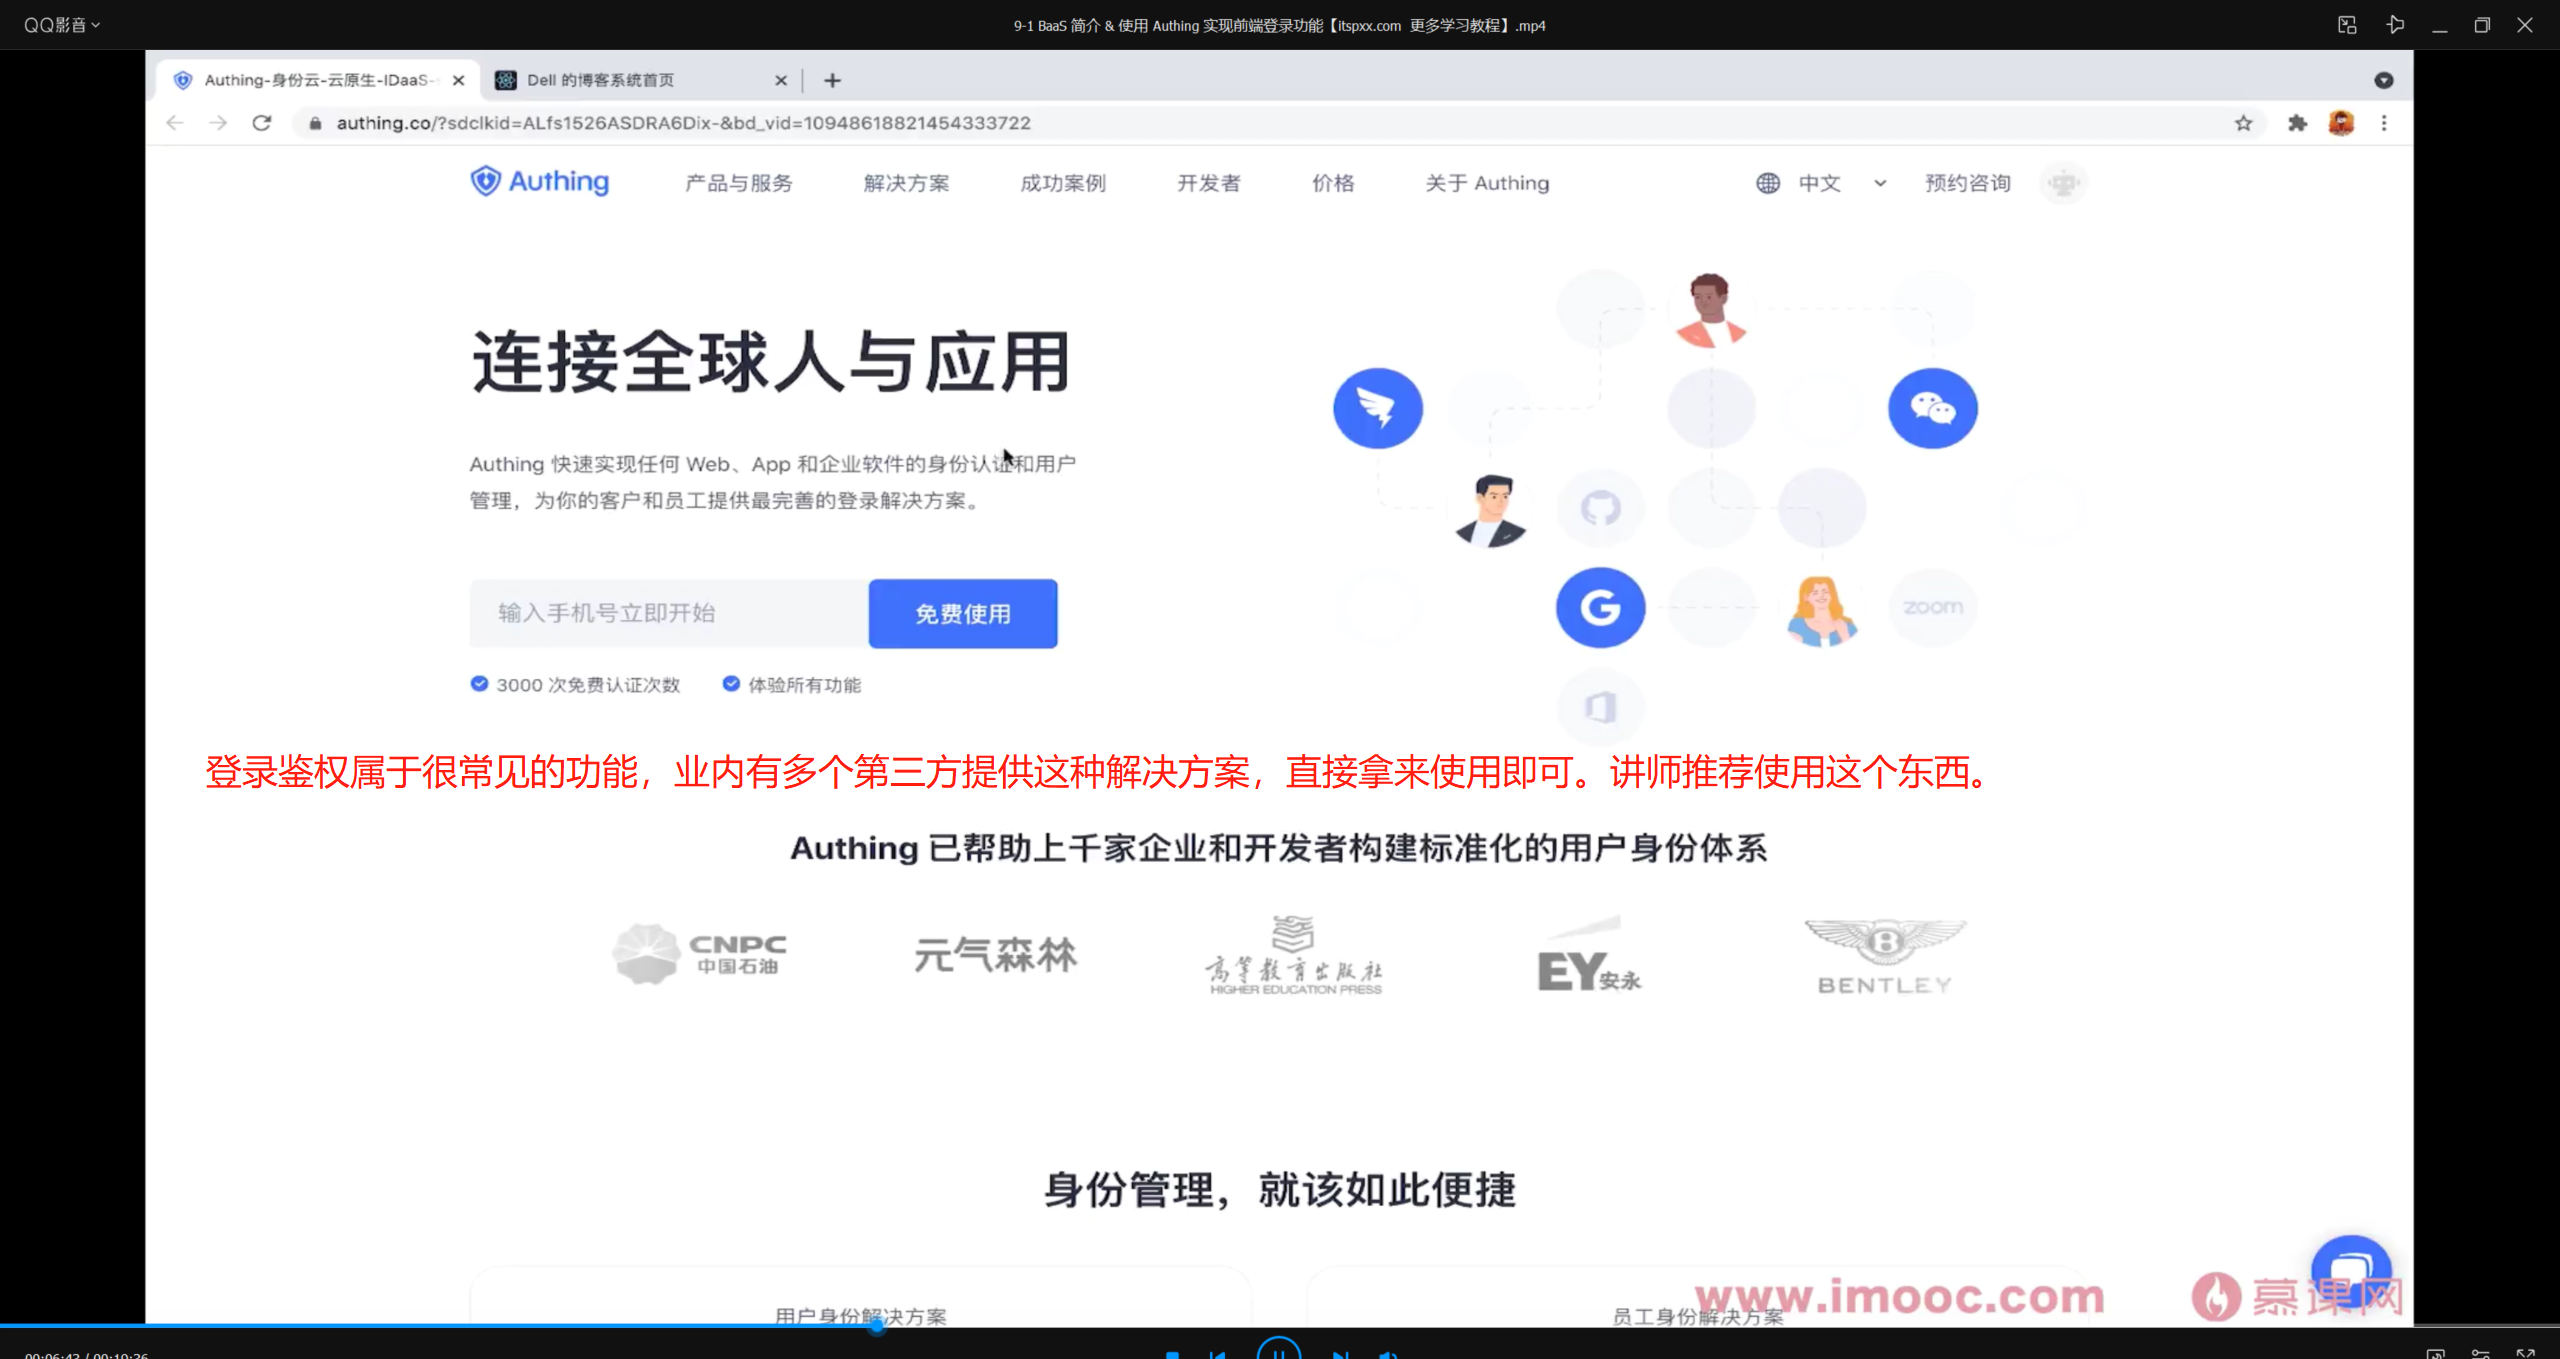 QQ影音
9-1 BaaS 简介 & 使用 Authing 实现前端登录功能【itspxx.com 更多学习教程】.mp4
Authing-身份云-云原生-IDaaS-
Dell 的博客系统首页
authing.co/?sdclkid=ALfs1526ASDRA6Dix-&bd_vid=10948618821454333722
Authing 产品与服务 解决方案 成功案例 开发者 价格 关于 Authing 中文 预约咨询
连接全球人与应用
Authing 快速实现任何 Web、App 和企业软件的身份认证和用户
管理，为你的客户和员工提供最完善的登录解决方案。
输入手机号立即开始 免费使用
3000 次免费认证次数 体验所有功能
G
zoom
登录鉴权属于很常见的功能，业内有多个第三方提供这种解决方案，直接拿来使用即可。讲师推荐使用这个东西。
Authing 已帮助上千家企业和开发者构建标准化的用户身份体系
CNPC
中国石油
元气森林
高等教育出版社
HIGHER EDUCATION PRESS
EY安永
B
BENTLEY
身份管理，就该如此便捷
用户身份解决方案
员工身份解决方案
www.imooc.com
慕课网
00:06:43 / 00:19:36